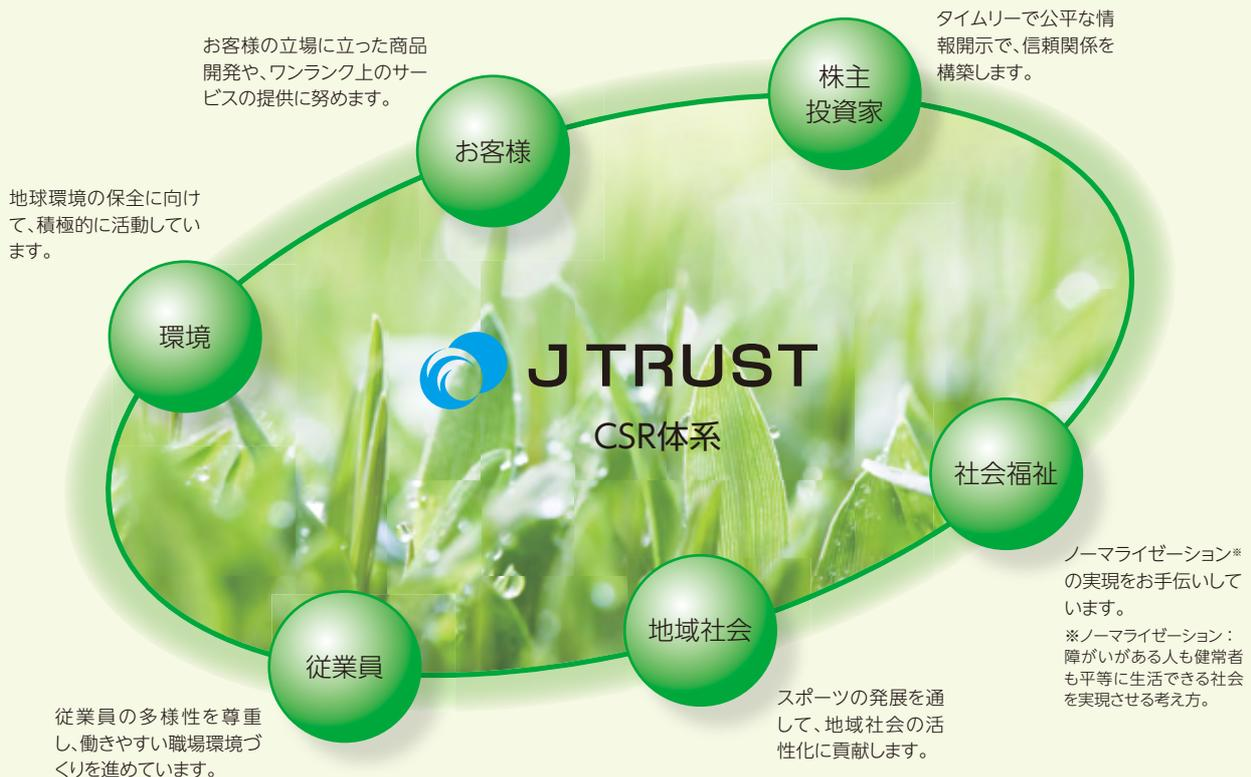 お客様の立場に立った商品
開発や、ワンランク上のサー
ビスの提供に努めます。
お客様
タイムリーで公平な情
報開示で、信頼関係を
構築します。
株主
投資家
地球環境の保全に向け
て、積極的に活動してい
ます。
環境
J TRUST
CSR体系
社会福祉
ノーマライゼーション※
の実現をお手伝いして
います。
※ノーマライゼーション：
障がいがある人も健常者
も平等に生活できる社会
を実現させる考え方。
地域社会
スポーツの発展を通
して、地域社会の活
性化に貢献します。
従業員
従業員の多様性を尊重
し、働きやすい職場環境づ
くりを進めています。